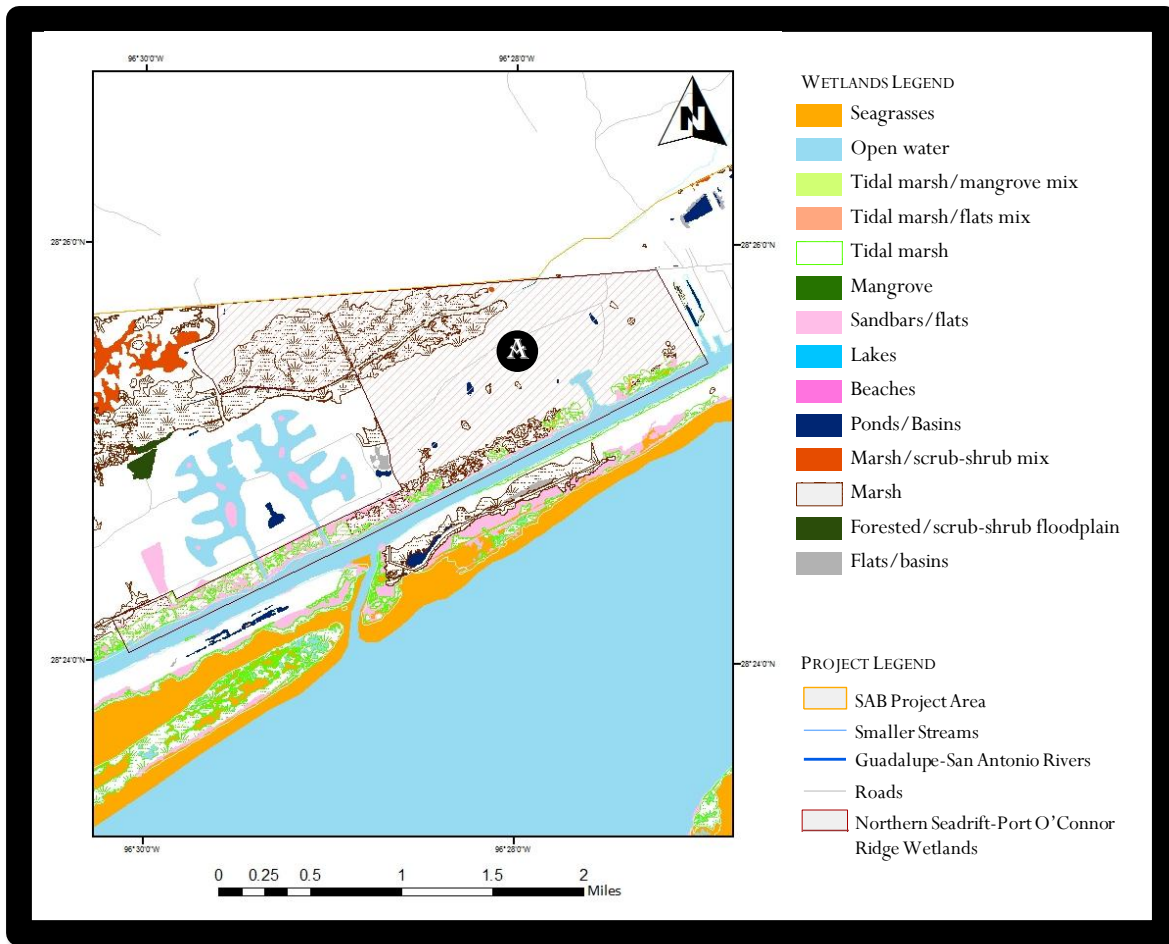 96°30'0"W
96°28'0"W
N
28°26'0"N
28°26'0"N
A
28°24'0"N
28°24'0"N
96°30'0"W
96°28'0"W
0 0.25 0.5 1 1.5 2
Miles
WETLANDS LEGEND
Seagrasses
Open water
Tidal marsh/mangrove mix
Tidal marsh/flats mix
Tidal marsh
Mangrove
Sandbars/flats
Lakes
Beaches
Ponds/Basins
Marsh/scrub-shrub mix
Marsh
Forested/scrub-shrub floodplain
Flats/basins
PROJECT LEGEND
SAB Project Area
Smaller Streams
Guadalupe-San Antonio Rivers
Roads
Northern Seadrift-Port O’Connor
Ridge Wetlands